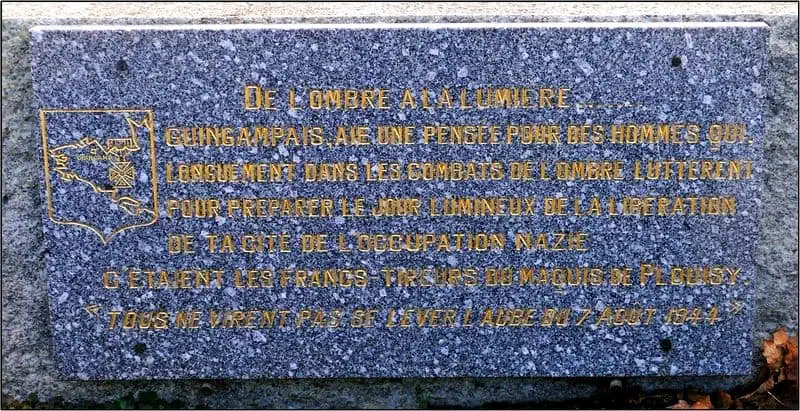 DE L'OMBRE A LA LUMIERE........
GUINGAMPAIS, AIE UNE PENSEE POUR DES HOMMES QUI,
LONGUEMENT DANS LES COMBATS DE L'OMBRE LUTTERENT
POUR PREPARER LE JOUR LUMINEUX DE LA LIBERATION
DE TA CITE DE L'OCCUPATION NAZIE
C'ETAIENT LES FRANCS-TIREURS DU MAQUIS DE PLOUISY.
"TOUS NE VIRENT PAS SE LEVER L'AUBE DU 7 AOUT 1944"
GUINGAMP